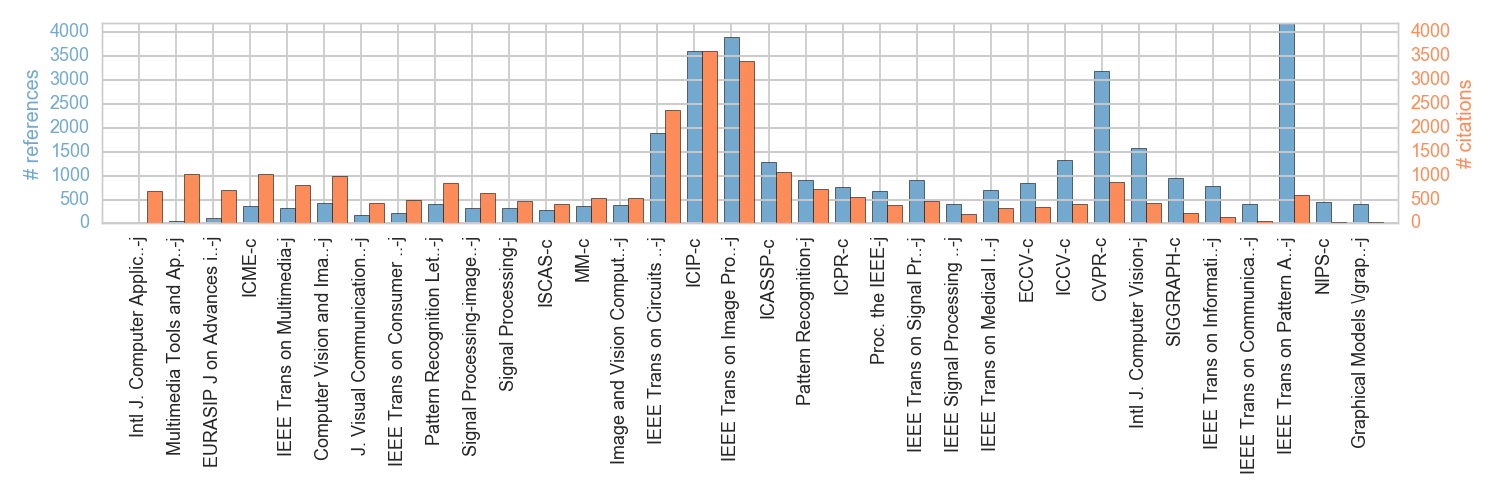 # references
4000
3500
3000
2500
2000
1500
1000
500
0
4000
3500
3000
2500
2000
1500
1000
500
0
# citations
Intl J. Computer Applic..-j
Multimedia Tools and Ap..-j
EURASIP J on Advances i..-j
ICME-c
IEEE Trans on Multimedia-j
Computer Vision and Ima..-j
J. Visual Communication..-j
IEEE Trans on Consumer ..-j
Pattern Recognition Let..-j
Signal Processing-image..-j
Signal Processing-j
ISCAS-c
MM-c
Image and Vision Comput..-j
IEEE Trans on Circuits ..-j
ICIP-c
IEEE Trans on Image Pro..-j
ICASSP-c
Pattern Recognition-j
ICPR-c
Proc. the IEEE-j
IEEE Trans on Signal Pr..-j
IEEE Signal Processing ..-j
IEEE Trans on Medical I..-j
ECCV-c
ICCV-c
CVPR-c
Intl J. Computer Vision-j
SIGGRAPH-c
IEEE Trans on Informati..-j
IEEE Trans on Communica..-j
IEEE Trans on Pattern A..-j
NIPS-c
Graphical Models Vgrap..-j